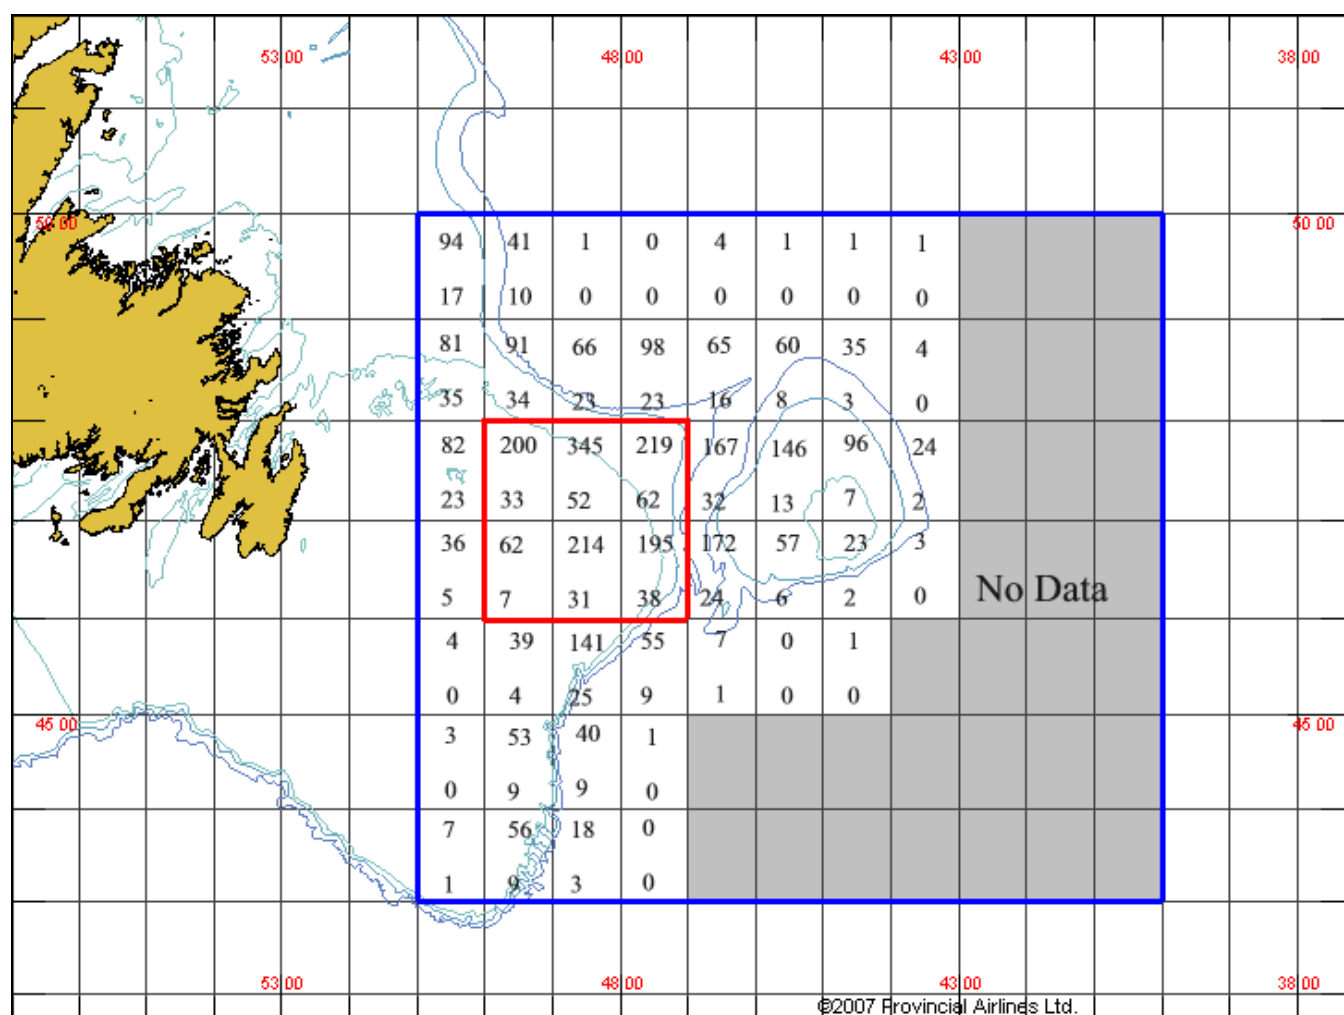 53 00 48 00 43 00 38 00
50 00 50 00
94 41 1 0 4 1 1 1
17 10 0 0 0 0 0 0
81 91 66 98 65 60 35 4
35 34 23 23 16 8 3 0
82 200 345 219 167 146 96 24
23 33 52 62 32 13 7 2
36 62 214 195 172 57 23 3
No Data
5 7 31 38 24 6 2 0
4 39 141 55 7 0 1
0 4 25 9 1 0 0
45 00 45 00
3 53 40 1
0 9 9 0
7 56 18 0
1 9 3 0
53 00 48 00 43 00 38 00
©2007 Provincial Airlines Ltd.